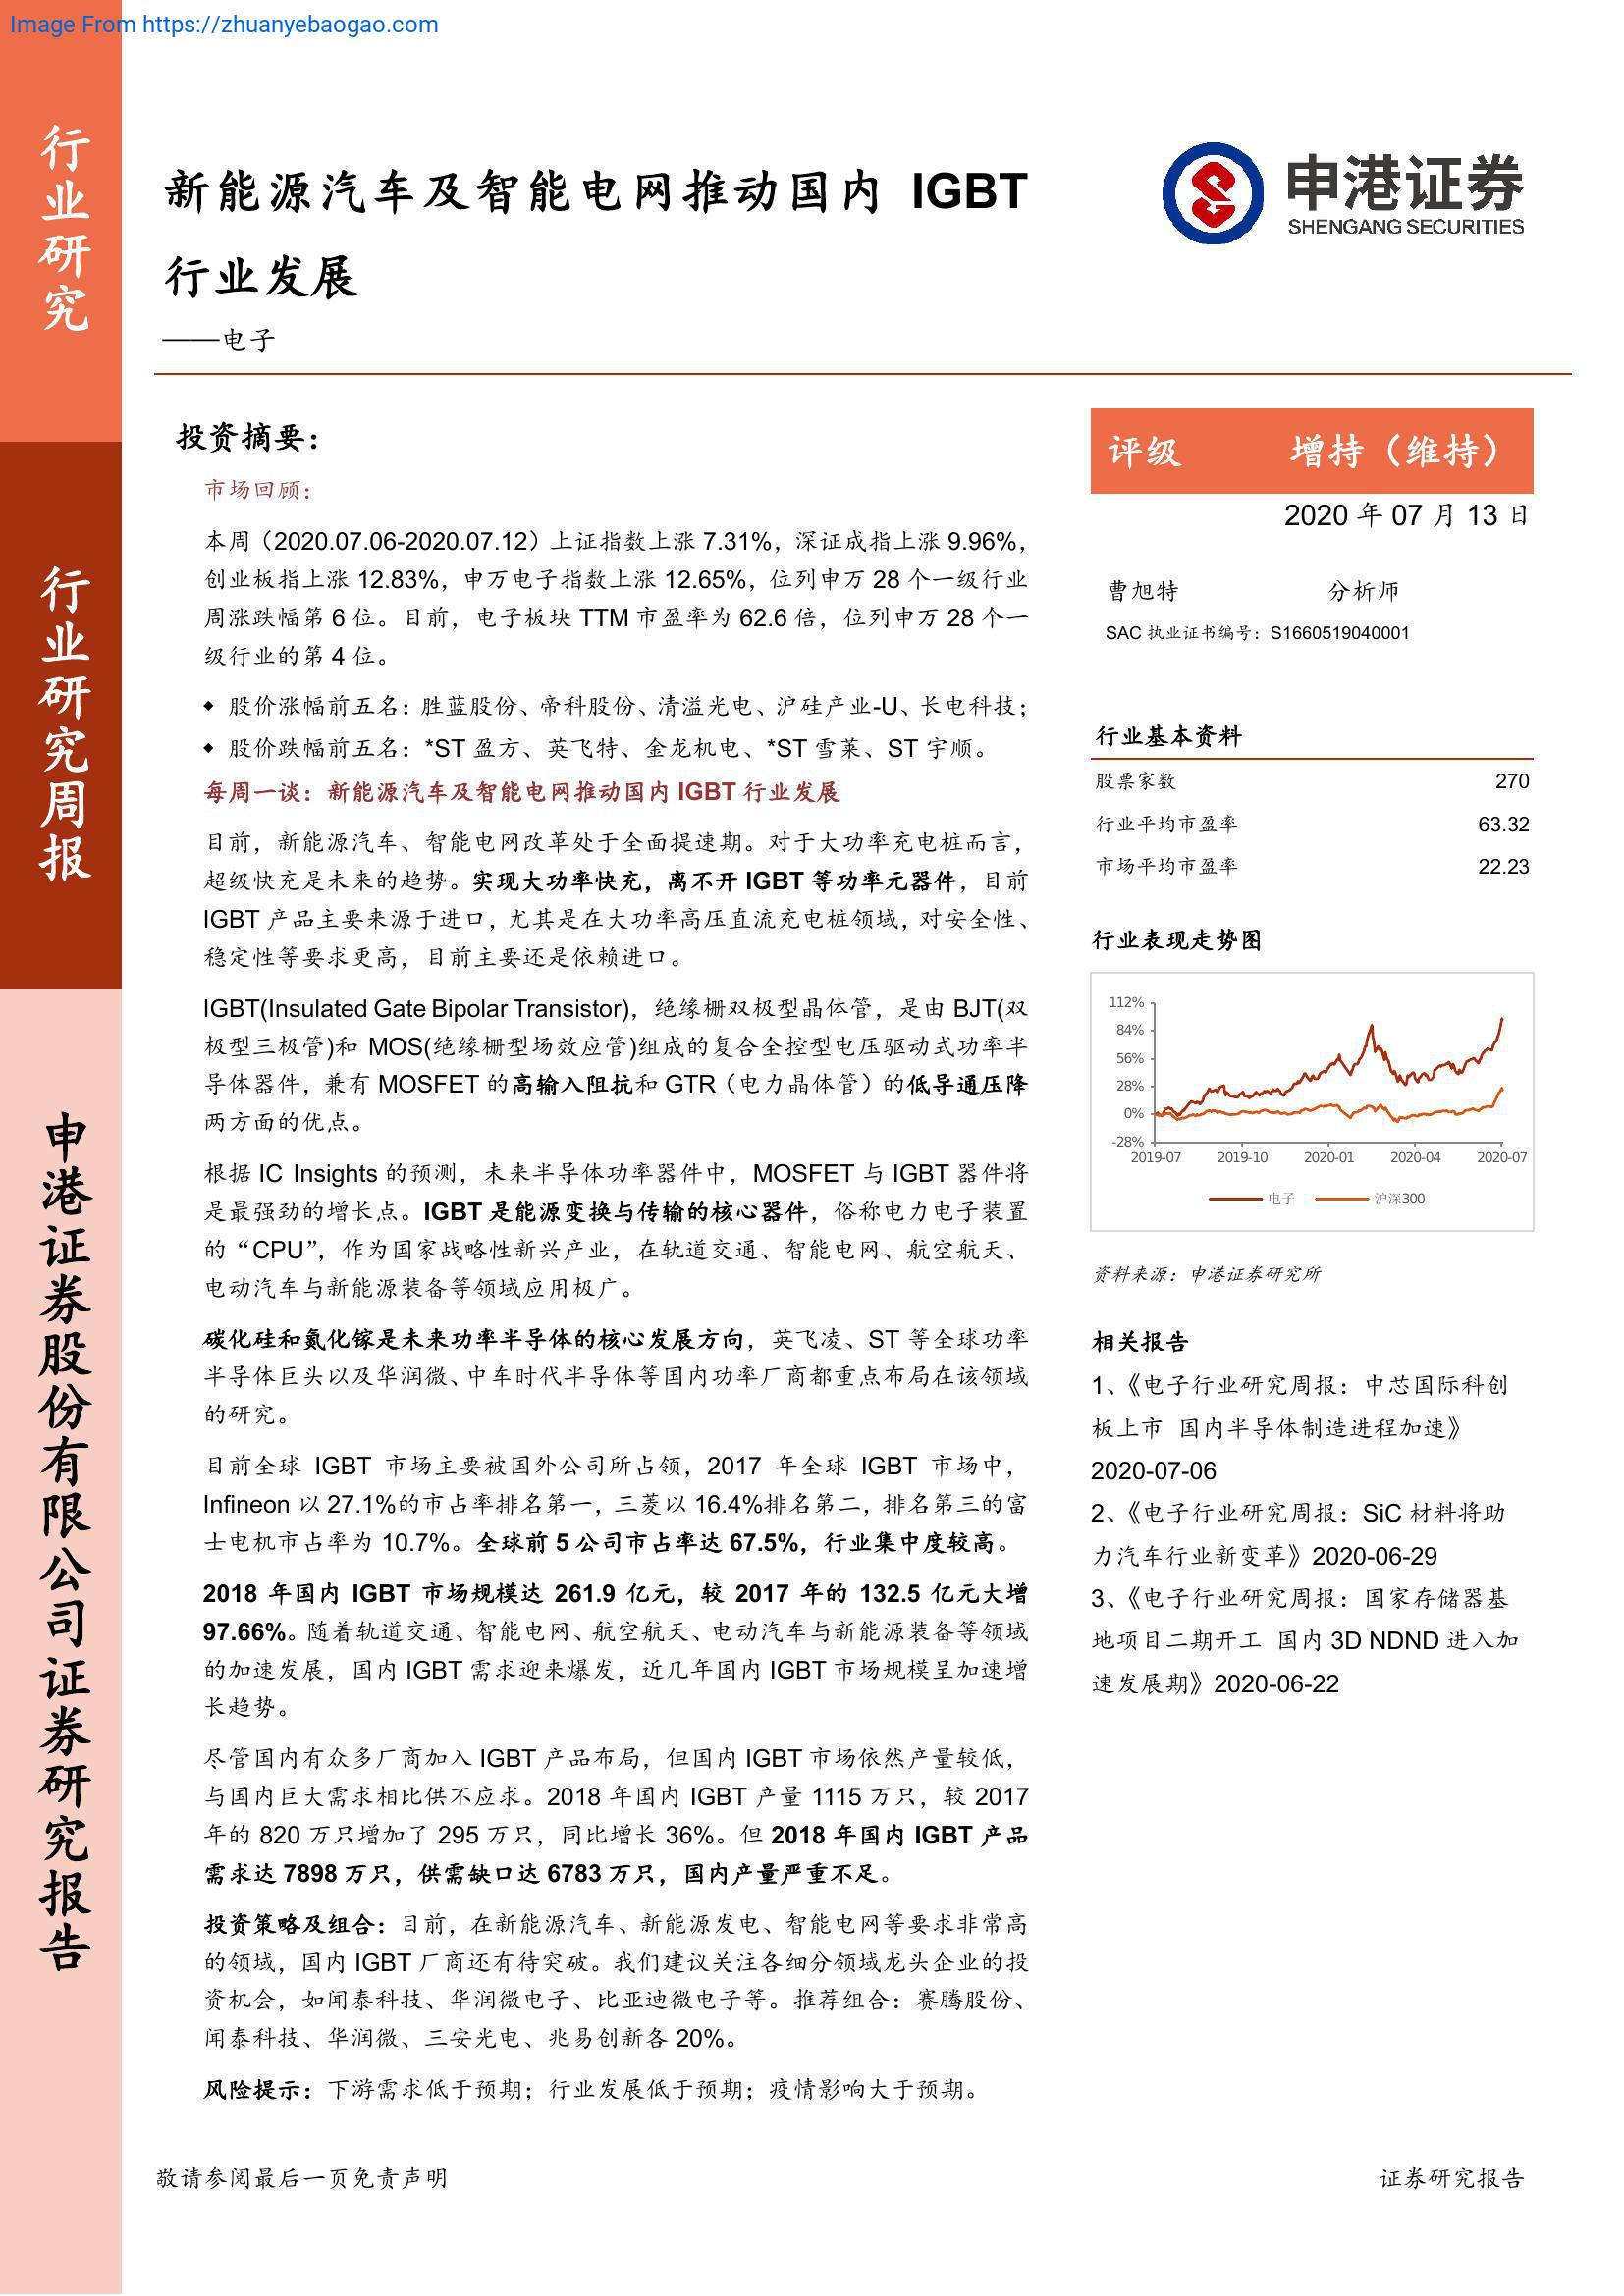 Image From https://zhuanyebaogao.com
行业研究
行业研究周报
申港证券股份有限公司证券研究报告
新能源汽车及智能电网推动国内 IGBT
行业发展
——电子
申港证券
SHENGANG SECURITIES
投资摘要：
市场回顾：
本周（2020.07.06-2020.07.12）上证指数上涨 7.31%，深证成指上涨 9.96%，
创业板指上涨 12.83%，申万电子指数上涨 12.65%，位列申万 28 个一级行业
周涨跌幅第 6 位。目前，电子板块 TTM 市盈率为 62.6 倍，位列申万 28 个一
级行业的第 4 位。
◆ 股价涨幅前五名：胜蓝股份、帝科股份、清溢光电、沪硅产业-U、长电科技；
◆ 股价跌幅前五名：*ST 盈方、英飞特、金龙机电、*ST 雪莱、ST 宇顺。
每周一谈：新能源汽车及智能电网推动国内 IGBT 行业发展
目前，新能源汽车、智能电网改革处于全面提速期。对于大功率充电桩而言，
超级快充是未来的趋势。实现大功率快充，离不开 IGBT 等功率元器件，目前
IGBT 产品主要来源于进口，尤其是在大功率高压直流充电桩领域，对安全性、
稳定性等要求更高，目前主要还是依赖进口。
IGBT(Insulated Gate Bipolar Transistor)，绝缘栅双极型晶体管，是由 BJT(双
极型三极管)和 MOS(绝缘栅型场效应管)组成的复合全控型电压驱动式功率半
导体器件，兼有 MOSFET 的高输入阻抗和 GTR（电力晶体管）的低导通压降
两方面的优点。
根据 IC Insights 的预测，未来半导体功率器件中，MOSFET 与 IGBT 器件将
是最强劲的增长点。IGBT 是能源变换与传输的核心器件，俗称电力电子装置
的“CPU”，作为国家战略性新兴产业，在轨道交通、智能电网、航空航天、
电动汽车与新能源装备等领域应用极广。
碳化硅和氮化镓是未来功率半导体的核心发展方向，英飞凌、ST 等全球功率
半导体巨头以及华润微、中车时代半导体等国内功率厂商都重点布局在该领域
的研究。
目前全球 IGBT 市场主要被国外公司所占领，2017 年全球 IGBT 市场中，
Infineon 以 27.1%的市占率排名第一，三菱以 16.4%排名第二，排名第三的富
士电机市占率为 10.7%。全球前 5 公司市占率达 67.5%，行业集中度较高。
2018 年国内 IGBT 市场规模达 261.9 亿元，较 2017 年的 132.5 亿元大增
97.66%。随着轨道交通、智能电网、航空航天、电动汽车与新能源装备等领域
的加速发展，国内 IGBT 需求迎来爆发，近几年国内 IGBT 市场规模呈加速增
长趋势。
尽管国内有众多厂商加入 IGBT 产品布局，但国内 IGBT 市场依然产量较低，
与国内巨大需求相比供不应求。2018 年国内 IGBT 产量 1115 万只，较 2017
年的 820 万只增加了 295 万只，同比增长 36%。但 2018 年国内 IGBT 产品
需求达 7898 万只，供需缺口达 6783 万只，国内产量严重不足。
投资策略及组合：目前，在新能源汽车、新能源发电、智能电网等要求非常高
的领域，国内 IGBT 厂商还有待突破。我们建议关注各细分领域龙头企业的投
资机会，如闻泰科技、华润微电子、比亚迪微电子等。推荐组合：赛腾股份、
闻泰科技、华润微、三安光电、兆易创新各 20%。
风险提示：下游需求低于预期；行业发展低于预期；疫情影响大于预期。
评级 增持（维持）
2020 年 07 月 13 日
曹旭特 分析师
SAC 执业证书编号：S1660519040001
行业基本资料
股票家数 270
行业平均市盈率 63.32
市场平均市盈率 22.23
行业表现走势图
112%
84%
56%
28%
0%
-28%
2019-07 2019-10 2020-01 2020-04 2020-07
电子 沪深300
资料来源：申港证券研究所
相关报告
1、《电子行业研究周报：中芯国际科创
板上市 国内半导体制造进程加速》
2020-07-06
2、《电子行业研究周报：SiC 材料将助
力汽车行业新变革》2020-06-29
3、《电子行业研究周报：国家存储器基
地项目二期开工 国内 3D NDND 进入加
速发展期》2020-06-22
敬请参阅最后一页免责声明 证券研究报告